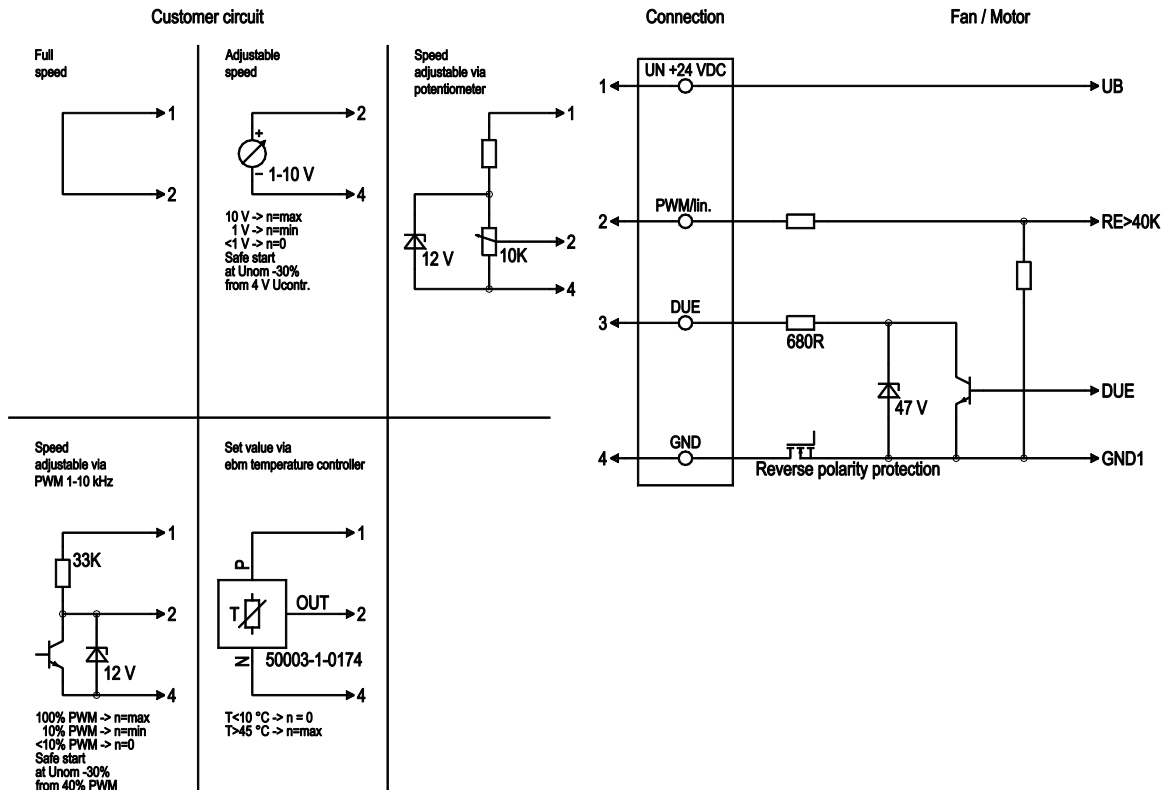 Customer circuit
Connection
Fan / Motor
Full
speed
1
2
Adjustable
speed
2
+
1-10 V
–
4
10 V -> n=max
1 V -> n=min
<1 V -> n=0
Safe start
at Unom -30%
from 4 V Ucontr.
Speed
adjustable via
potentiometer
1
2
12 V
10K
4
Speed
adjustable via
PWM 1-10 kHz
1
33K
2
12 V
4
100% PWM -> n=max
10% PWM -> n=min
<10% PWM -> n=0
Safe start
at Unom -30%
from 40% PWM
Set value via
ebm temperature controller
1
P
T
OUT
2
N
50003-1-0174
4
T<10 °C -> n = 0
T>45 °C -> n=max
UN +24 VDC
1
UB
PWM/lin.
2
RE>40K
DUE
3
680R
47 V
DUE
GND
4
Reverse polarity protection
GND1